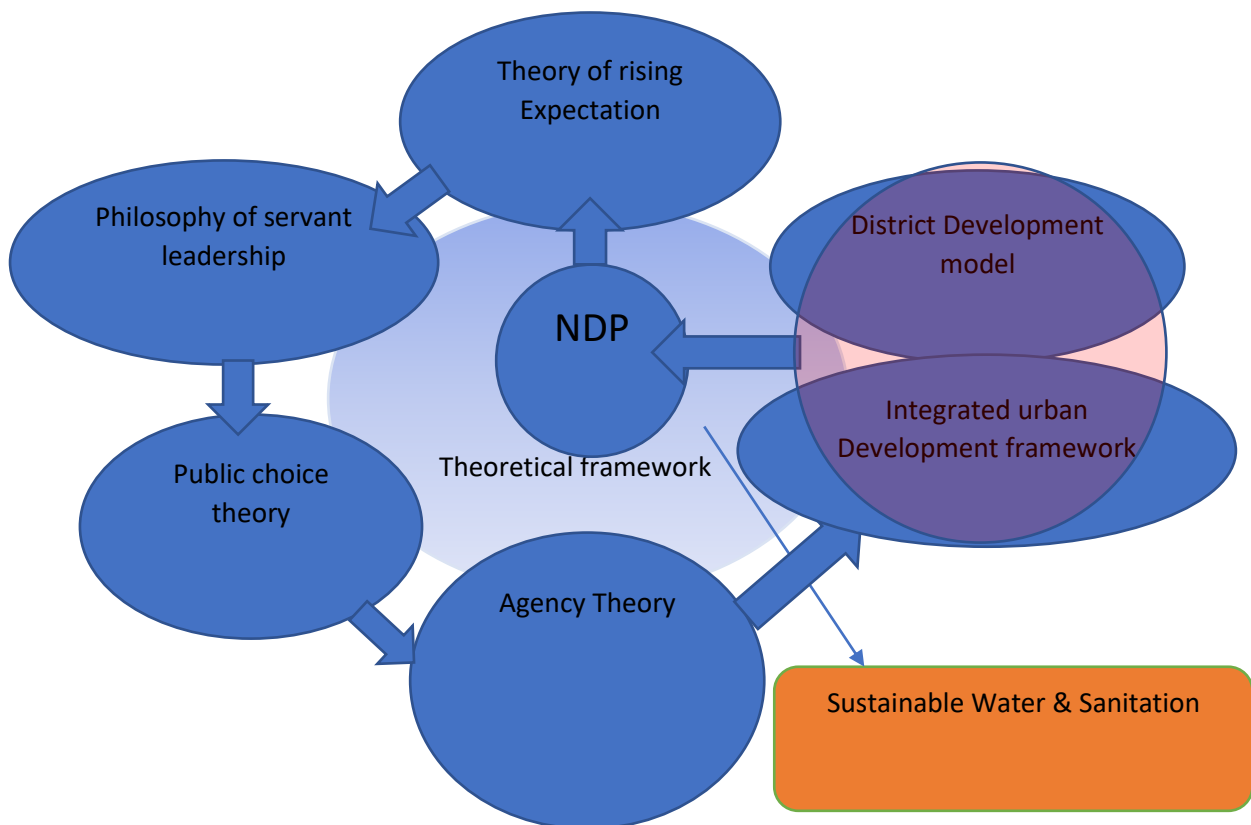 Theory of rising
Expectation
Philosophy of servant
leadership
District Development
model
NDP
Integrated urban
Development framework
Theoretical framework
Public choice
theory
Agency Theory
Sustainable Water & Sanitation